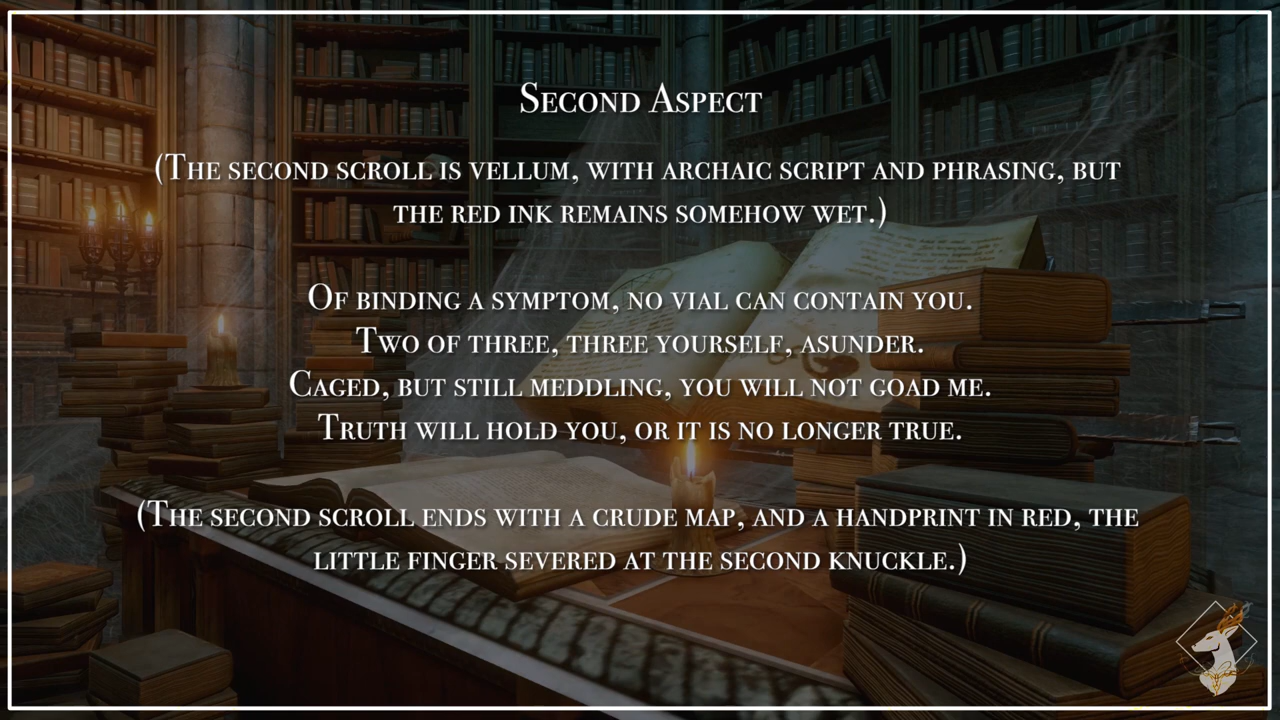 Second Aspect
(The second scroll is vellum, with archaic script and phrasing, but
the red ink remains somehow wet.)
Of binding a symptom, no vial can contain you.
Two of three, three yourself, asunder.
Caged, but still meddling, you will not goad me.
Truth will hold you, or it is no longer true.
(The second scroll ends with a crude map, and a handprint in red, the
little finger severed at the second knuckle.)